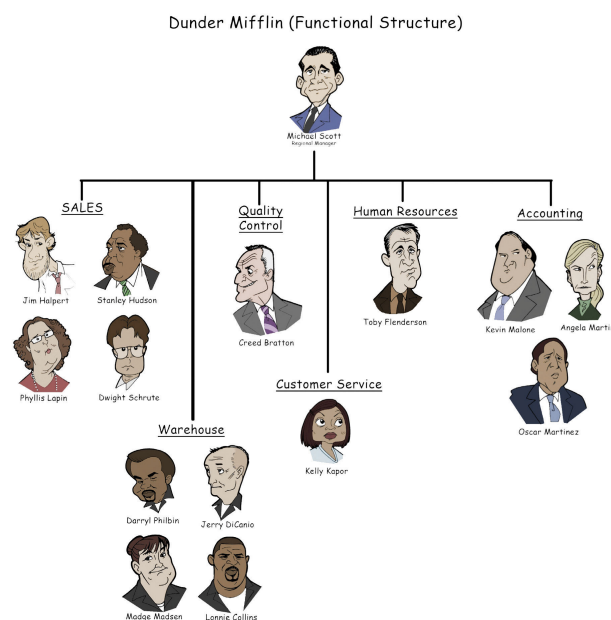 Dunder Mifflin (Functional Structure)
Michael Scott
Regional Manager
SALES
Jim Halpert
Stanley Hudson
Phyllis Lapin
Dwight Schrute
Warehouse
Darryl Philbin
Jerry DiCanio
Madge Madsen
Lonnie Collins
Quality
Control
Creed Bratton
Customer Service
Kelly Kapor
Human Resources
Toby Flenderson
Accounting
Kevin Malone
Angela Marti
Oscar Martinez